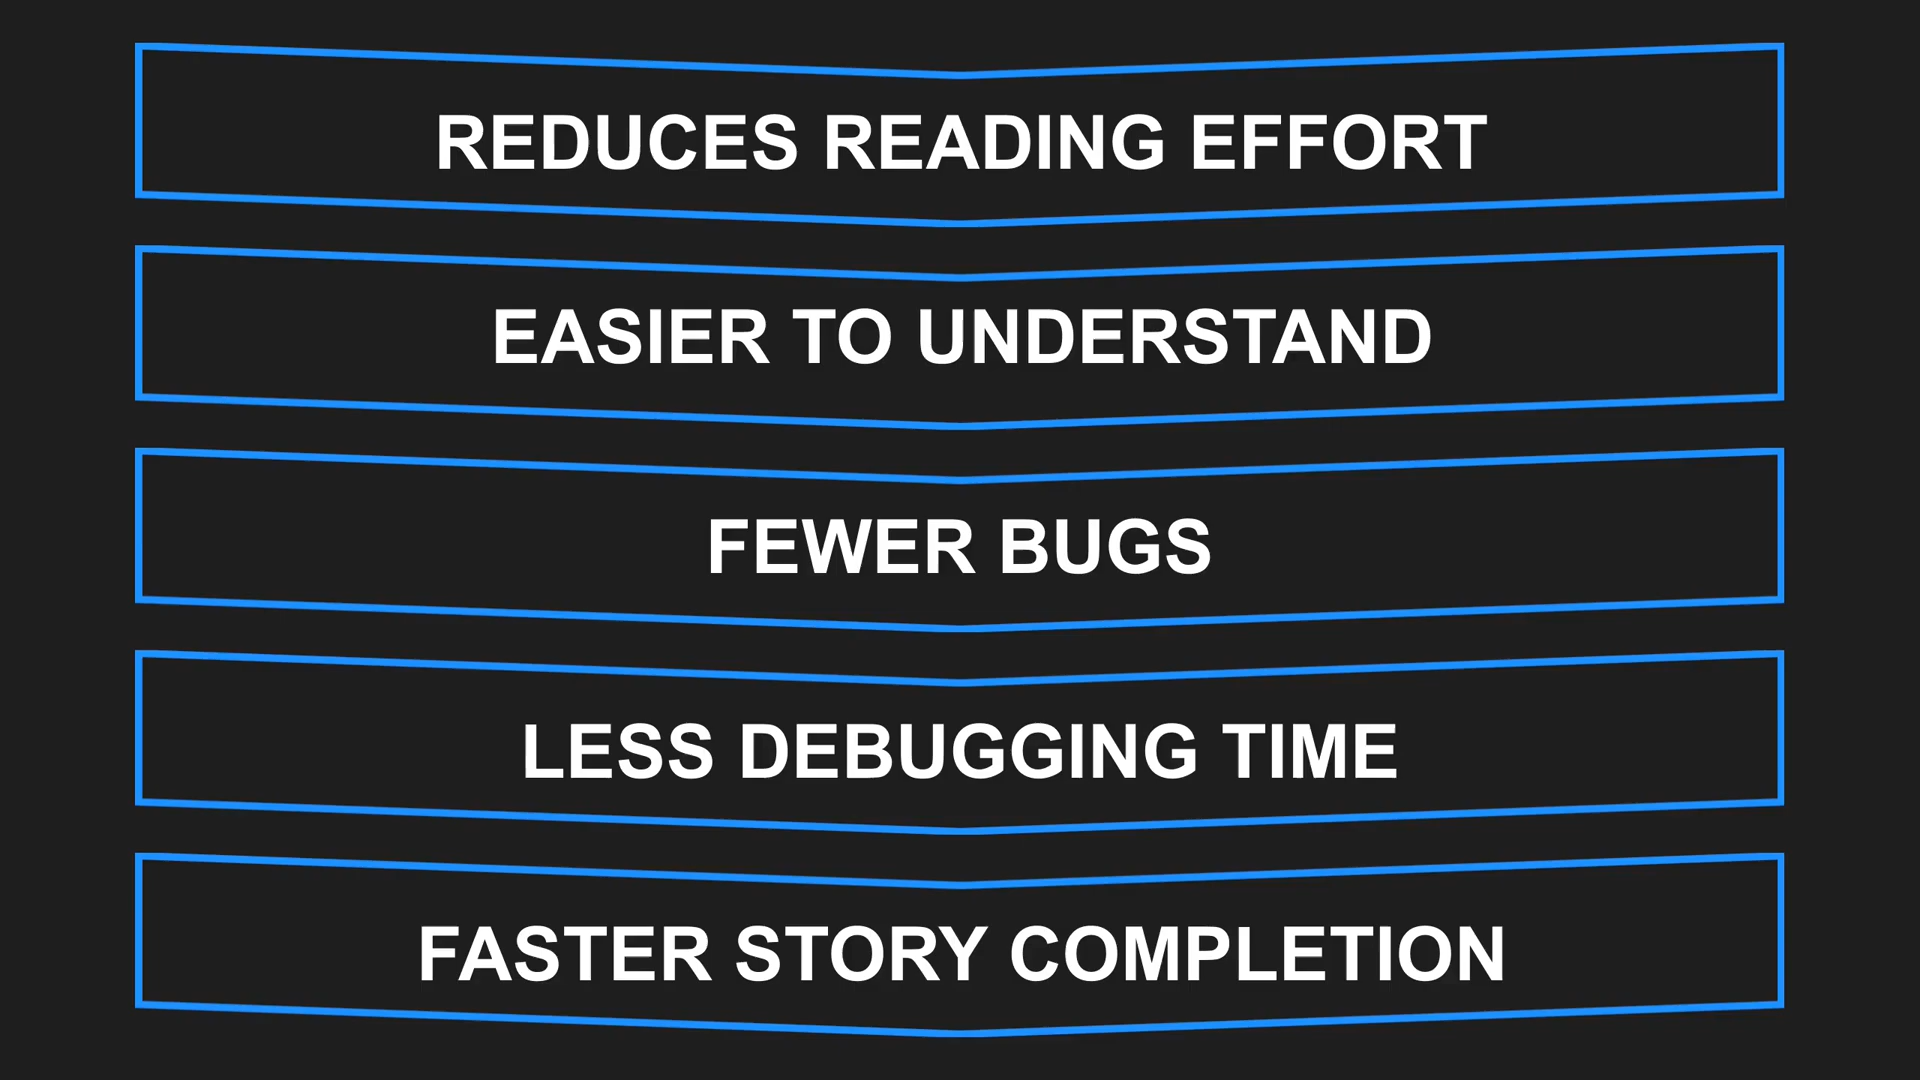 REDUCES READING EFFORT
EASIER TO UNDERSTAND
FEWER BUGS
LESS DEBUGGING TIME
FASTER STORY COMPLETION